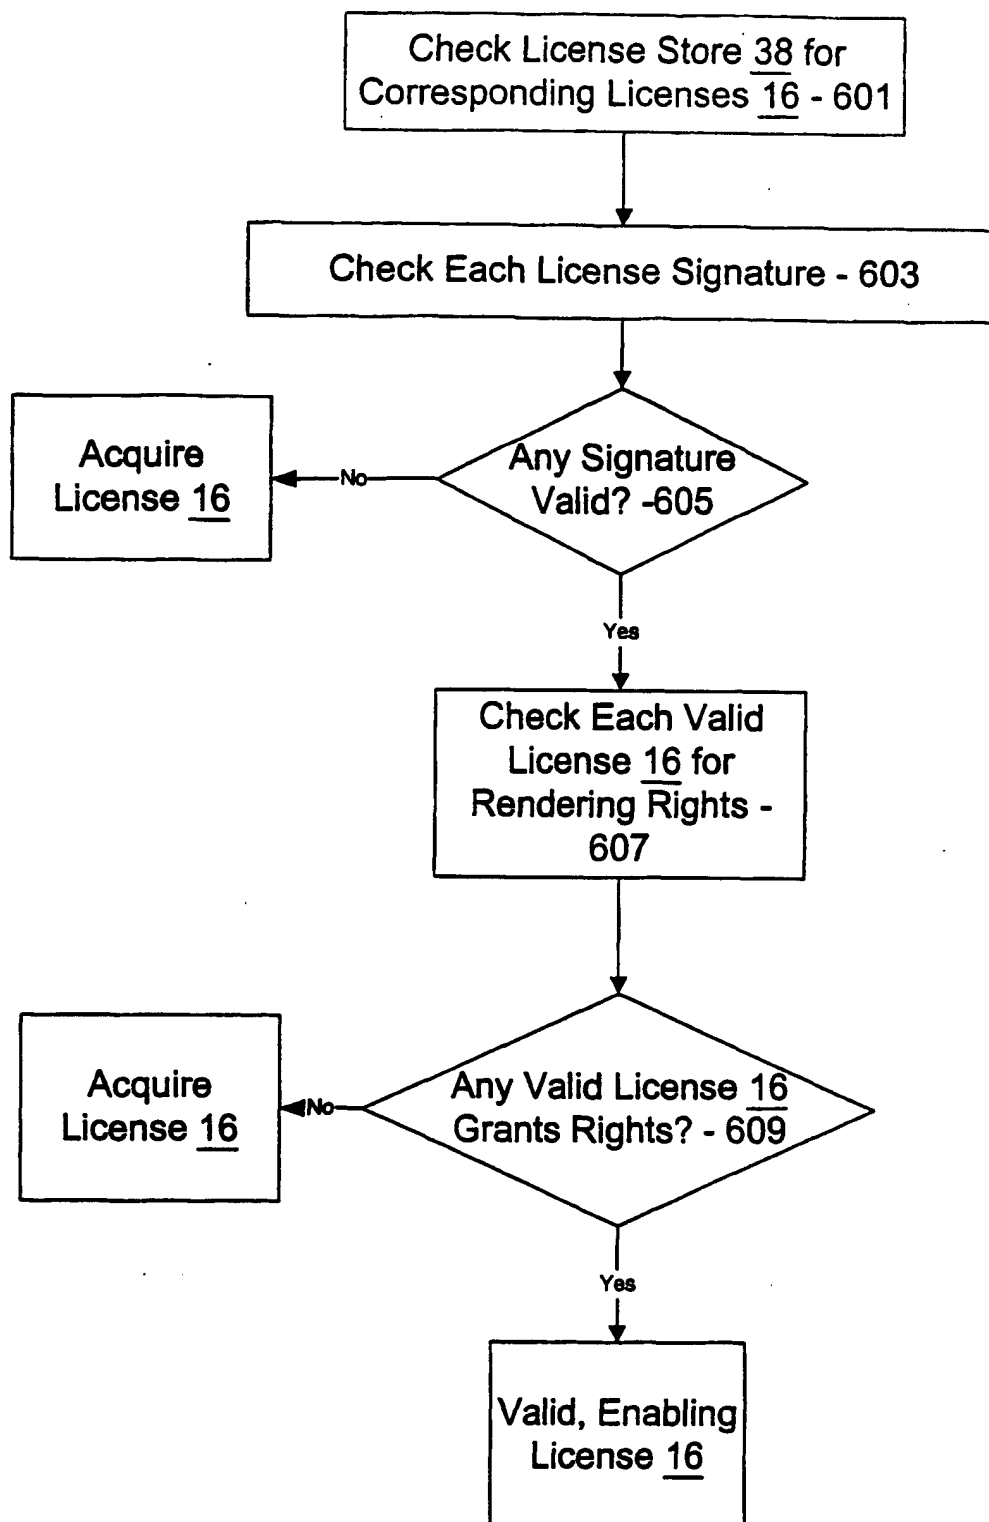 Check License Store 38 for
Corresponding Licenses 16 - 601
Check Each License Signature - 603
Any Signature
Valid? -605
No
Acquire
License 16
Yes
Check Each Valid
License 16 for
Rendering Rights -
607
Any Valid License 16
Grants Rights? - 609
No
Acquire
License 16
Yes
Valid, Enabling
License 16